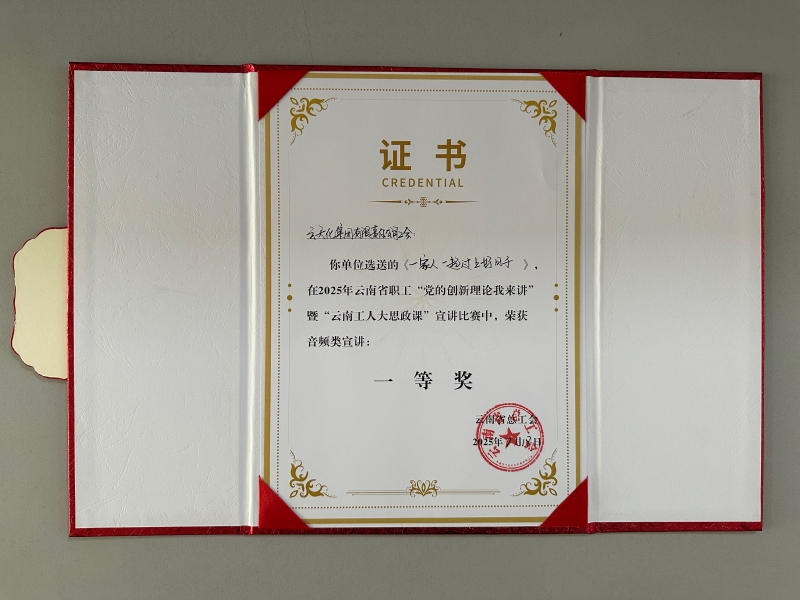 证书
CREDENTIAL
云天化集团有限责任公司工会：
你单位选送的《一家人一起过上好日子》，
在2025年云南省职工“党的创新理论我来讲”
暨“云南工人大思政课”宣讲比赛中，荣获
音频类宣讲：
一等奖
云南省总工会
2025年 月 日